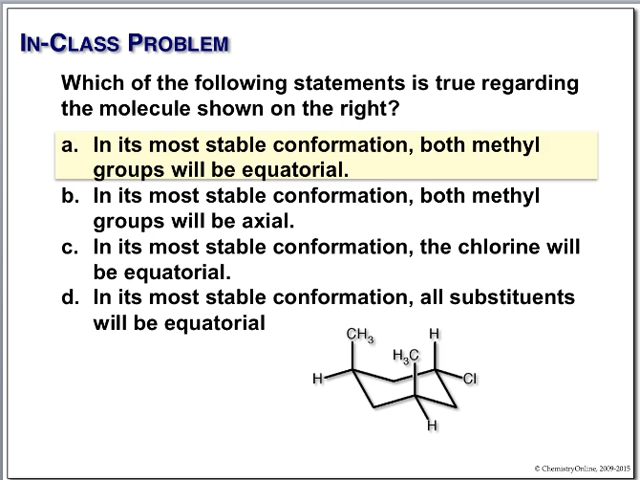 IN-CLASS PROBLEM
Which of the following statements is true regarding
the molecule shown on the right?
a. In its most stable conformation, both methyl
groups will be equatorial.
b. In its most stable conformation, both methyl
groups will be axial.
c. In its most stable conformation, the chlorine will
be equatorial.
d. In its most stable conformation, all substituents
will be equatorial
CH3 H
H3C
H Cl
H
© ChemistryOnline, 2009-2015